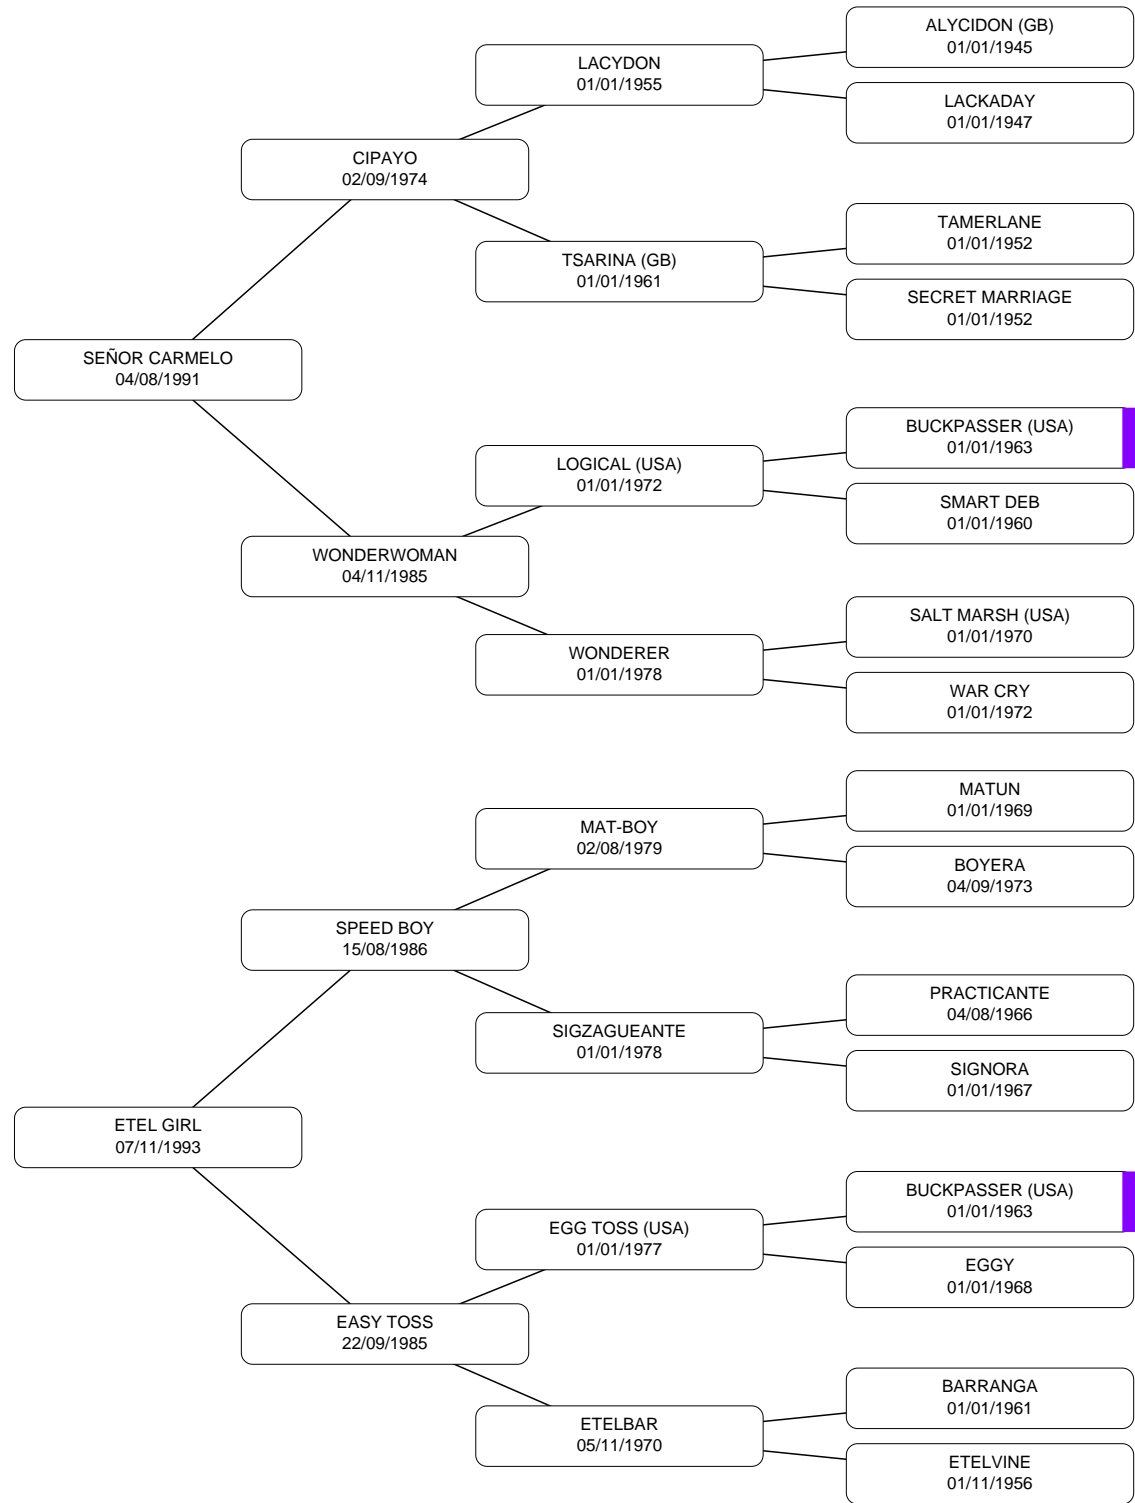 ALYCIDON (GB)
01/01/1945
LACYDON
01/01/1955
LACKADAY
01/01/1947
CIPAYO
02/09/1974
TAMERLANE
01/01/1952
TSARINA (GB)
01/01/1961
SECRET MARRIAGE
01/01/1952
SEÑOR CARMELO
04/08/1991
BUCKPASSER (USA)
01/01/1963
LOGICAL (USA)
01/01/1972
SMART DEB
01/01/1960
WONDERWOMAN
04/11/1985
SALT MARSH (USA)
01/01/1970
WONDERER
01/01/1978
WAR CRY
01/01/1972
MATUN
01/01/1969
MAT-BOY
02/08/1979
BOYERA
04/09/1973
SPEED BOY
15/08/1986
PRACTICANTE
04/08/1966
SIGZAGUEANTE
01/01/1978
SIGNORA
01/01/1967
ETEL GIRL
07/11/1993
BUCKPASSER (USA)
01/01/1963
EGG TOSS (USA)
01/01/1977
EGGY
01/01/1968
EASY TOSS
22/09/1985
BARRANGA
01/01/1961
ETELBAR
05/11/1970
ETELVINE
01/11/1956